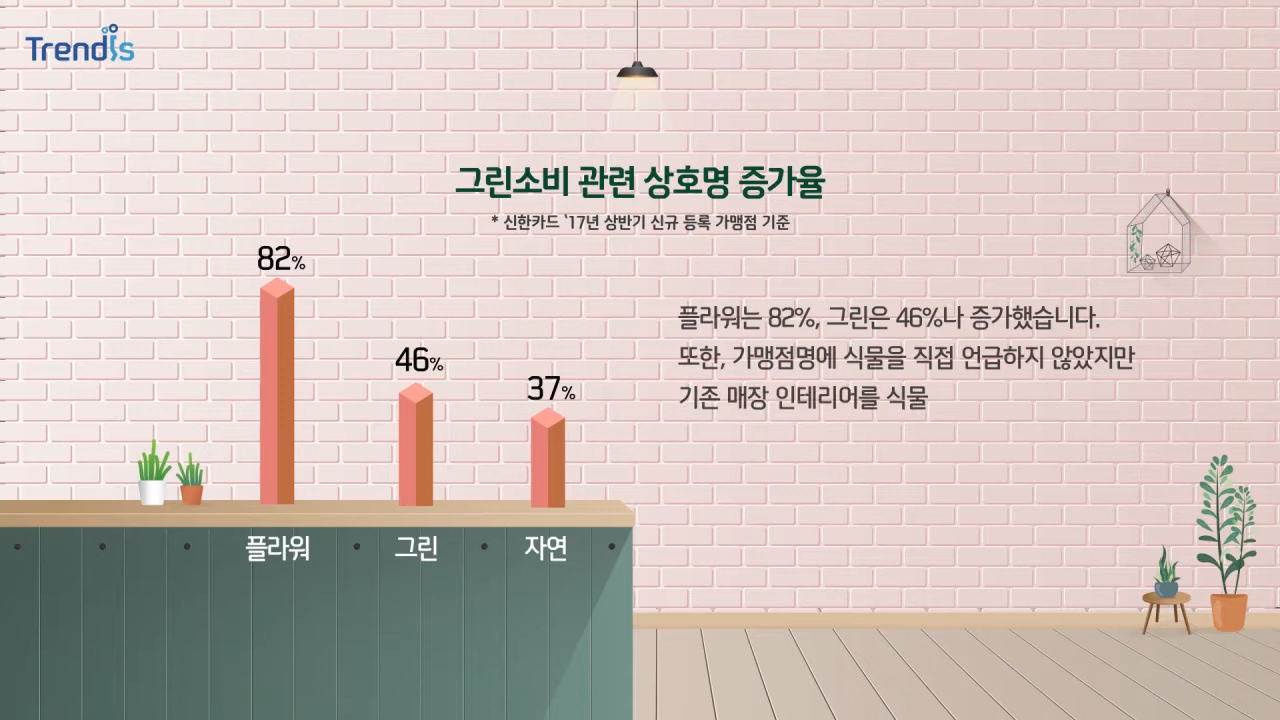 Trendis
그린소비 관련 상호명 증가율
* 신한카드 '17년 상반기 신규 등록 가맹점 기준
82%
46%
37%
플라워는 82%, 그린은 46%나 증가했습니다.
또한, 가맹점명에 식물을 직접 언급하지 않았지만
기존 매장 인테리어를 식물
플라워
그린
자연